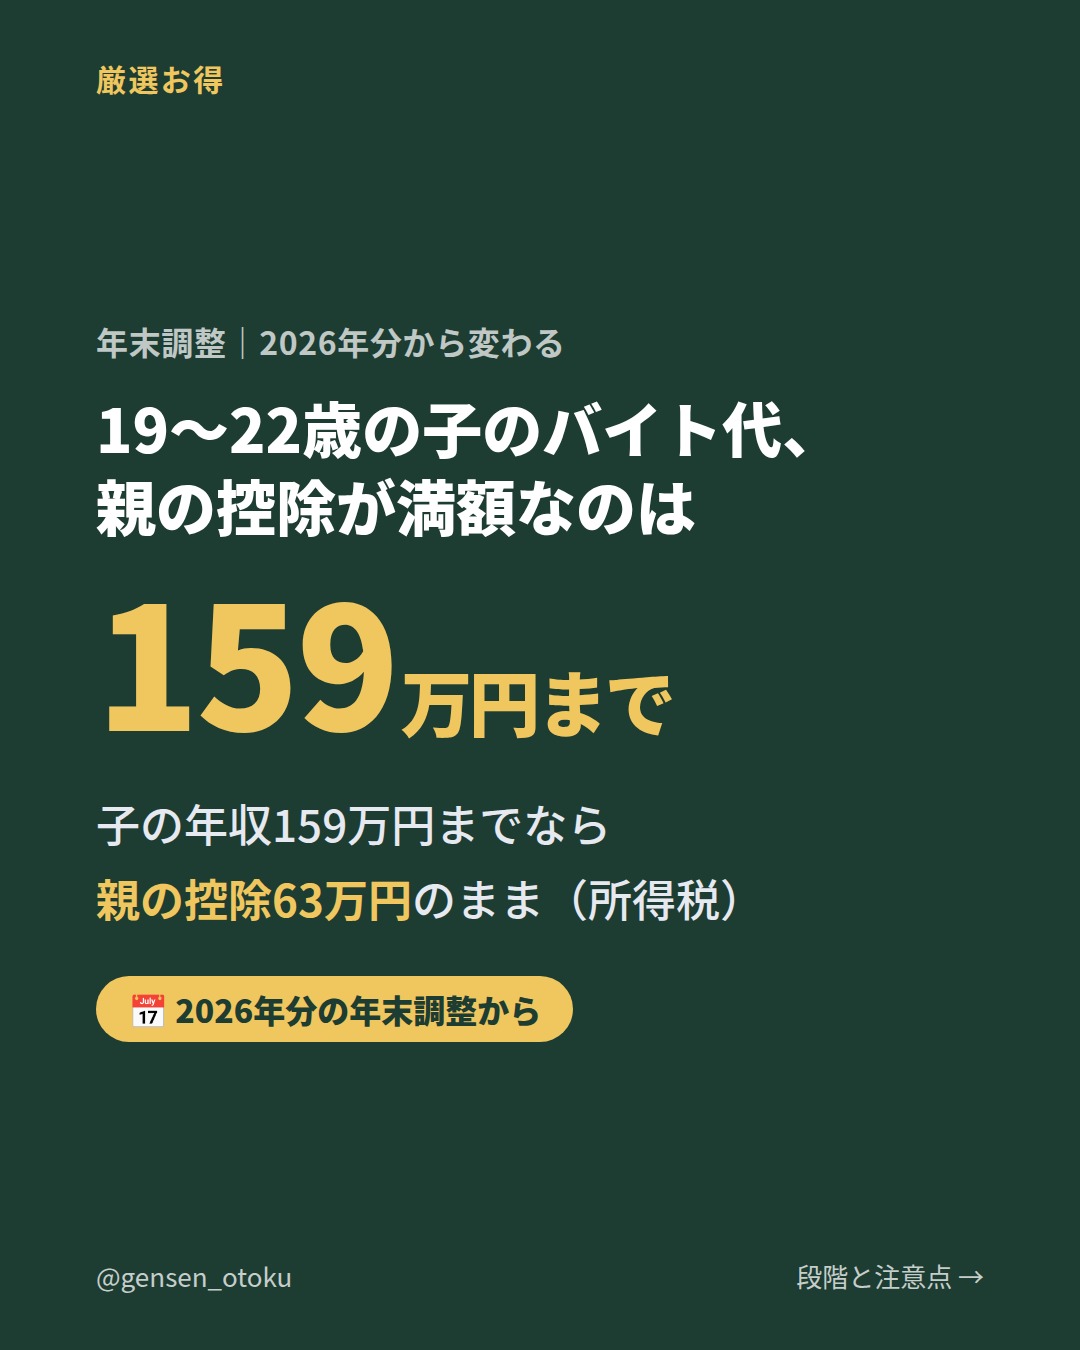 厳選お得
年末調整｜2026年分から変わる
19〜22歳の子のバイト代、
親の控除が満額なのは
159万円まで
子の年収159万円までなら
親の控除63万円のまま（所得税）
📅 2026年分の年末調整から
@gensen_otoku
段階と注意点 →